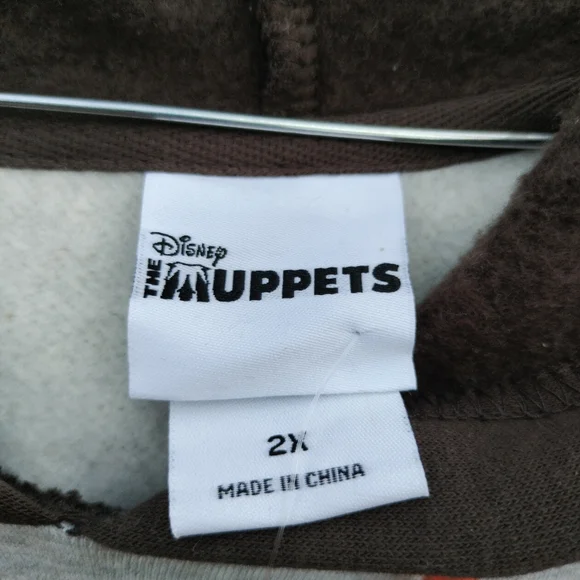 Disney
THE MUPPETS
2X
MADE IN CHINA